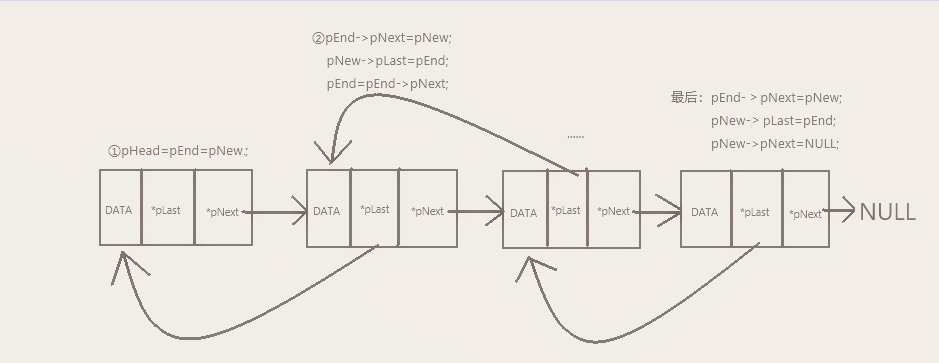 ②pEnd->pNext=pNew;
pNew->pLast=pEnd;
pEnd=pEnd->pNext;
最后：pEnd- > pNext=pNew;
pNew-> pLast=pEnd;
pNew->pNext=NULL;
......
①pHead=pEnd=pNew.;
DATA *pLast *pNext
DATA *pLast *pNext
DATA *pLast *pNext
DATA *pLast *pNext
NULL